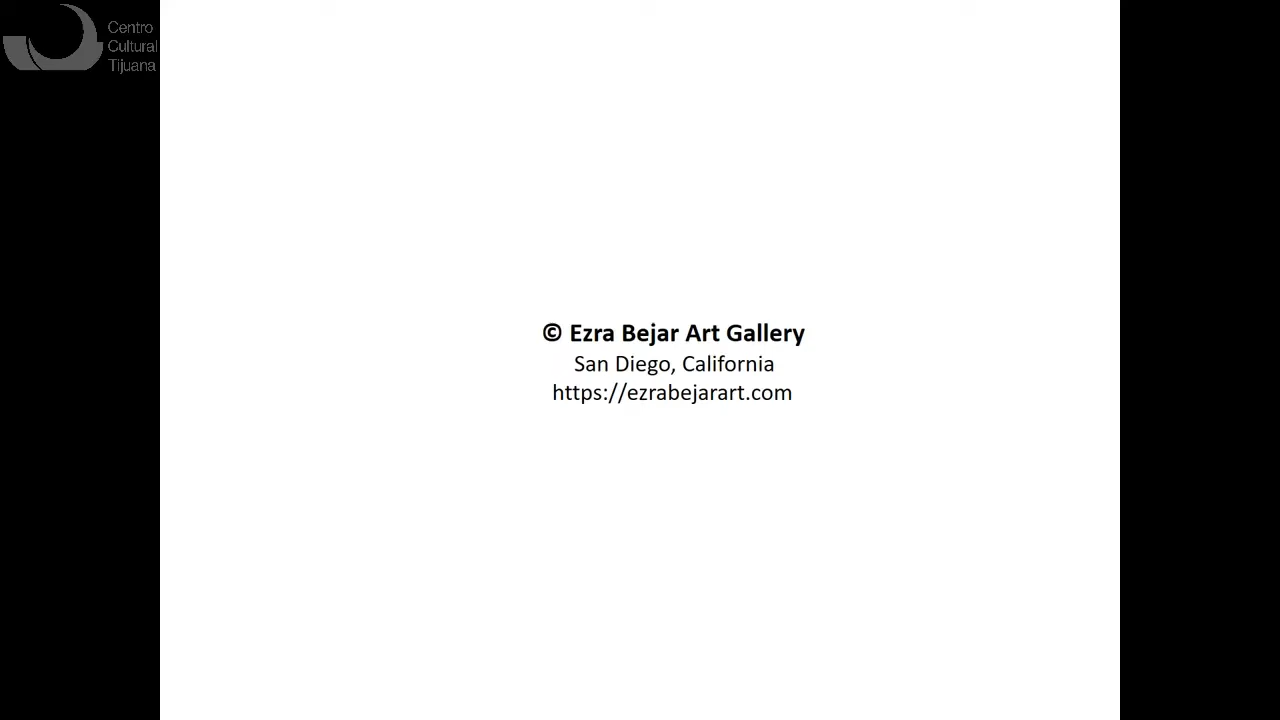 Centro
Cultural
Tijuana
© Ezra Bejar Art Gallery
San Diego, California
https://ezrabejarart.com